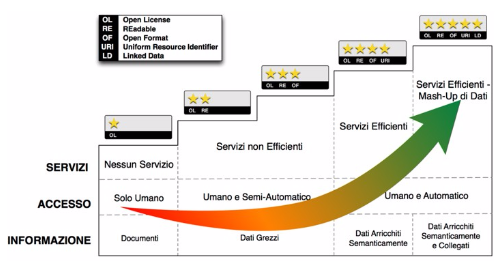 OL Open License
RE REadable
OF Open Format
URI Uniform Resource Identifier
LD Linked Data
OL
OL RE
OL RE OF
OL RE OF URI
OL RE OF URI LD
SERVIZI
Nessun Servizio
Servizi non Efficienti
Servizi Efficienti
Servizi Efficienti -
Mash-Up di Dati
ACCESSO
Solo Umano
Umano e Semi-Automatico
Umano e Automatico
INFORMAZIONE
Documenti
Dati Grezzi
Dati Arricchiti
Semanticamente
Dati Arricchiti
Semanticamente
e Collegati